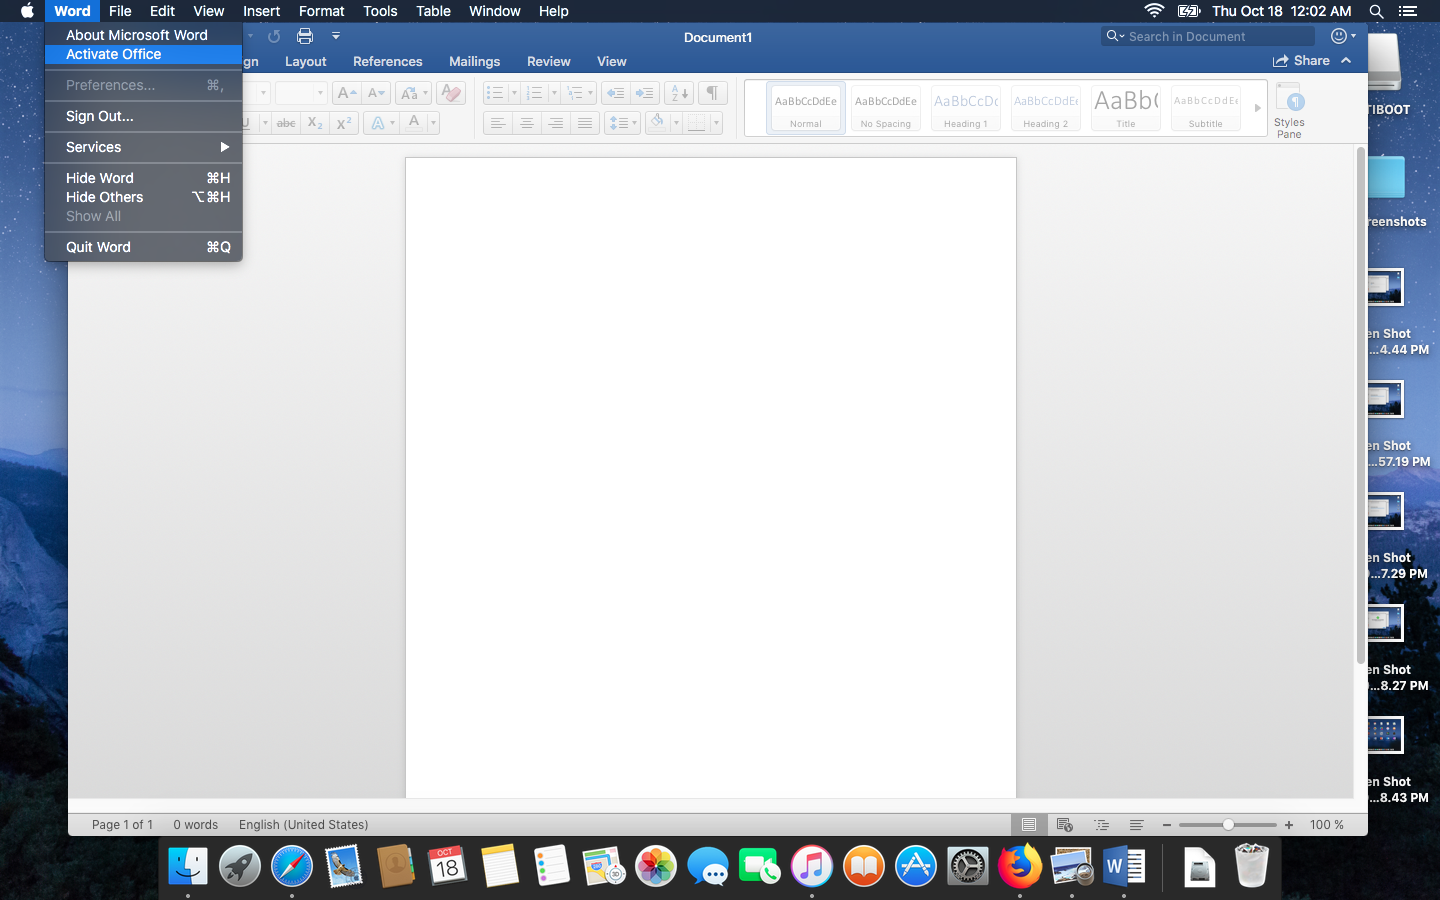 Word File Edit View Insert Format Tools Table Window Help Thu Oct 18 12:02 AM
About Microsoft Word
Activate Office
Preferences... ⌘,
Sign Out...
Services
Hide Word ⌘H
Hide Others ⌥⌘H
Show All
Quit Word ⌘Q
Document1
Search in Document
gn Layout References Mailings Review View
Share
AaBbCcDdEe AaBbCcDdEe AaBbCcDc AaBbCcDdEe AaBb( AaBbCcDdEe
Normal No Spacing Heading 1 Heading 2 Title Subtitle
Styles
Pane
A A Aa A
U abc X₂ X² A A
TIBOOT
reenshots
en Shot
...4.44 PM
en Shot
...57.19 PM
en Shot
...7.29 PM
en Shot
...8.27 PM
en Shot
...8.43 PM
Page 1 of 1 0 words English (United States)
100 %
OCT
18
3D
W